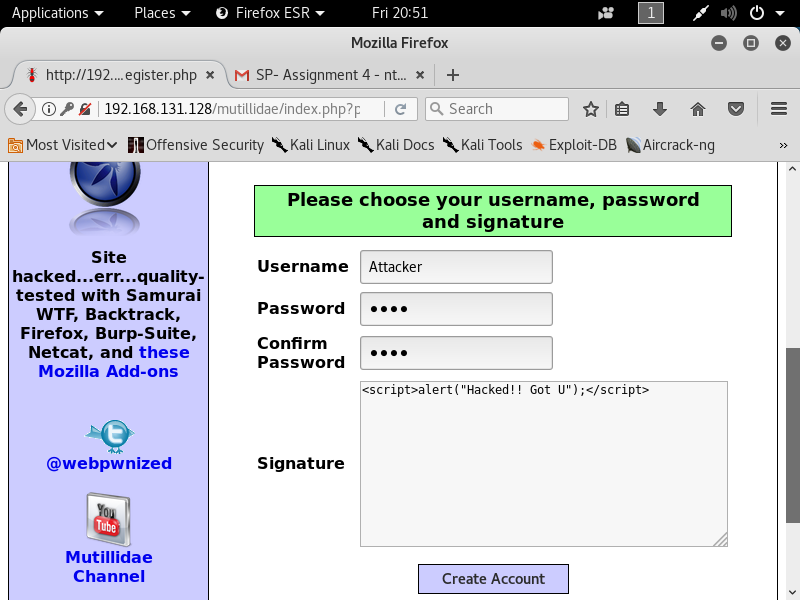 Applications Places Firefox ESR Fri 20:51 1
Mozilla Firefox
http://192....egister.php SP- Assignment 4 - nt...
192.168.131.128/mutillidae/index.php?p Search
Most Visited Offensive Security Kali Linux Kali Docs Kali Tools Exploit-DB Aircrack-ng »
Site
hacked...err...quality-
tested with Samurai
WTF, Backtrack,
Firefox, Burp-Suite,
Netcat, and these
Mozilla Add-ons
@webpwnized
You
Tube
Mutillidae
Channel
Please choose your username, password
and signature
Username Attacker
Password ••••
Confirm
Password ••••
Signature <script>alert("Hacked!! Got U");</script>
Create Account